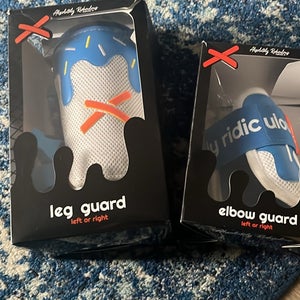 Absolutely Ridiculous
leg guard
left or right
Absolutely Ridiculous
y ridic ulo
elbow guard
left or right